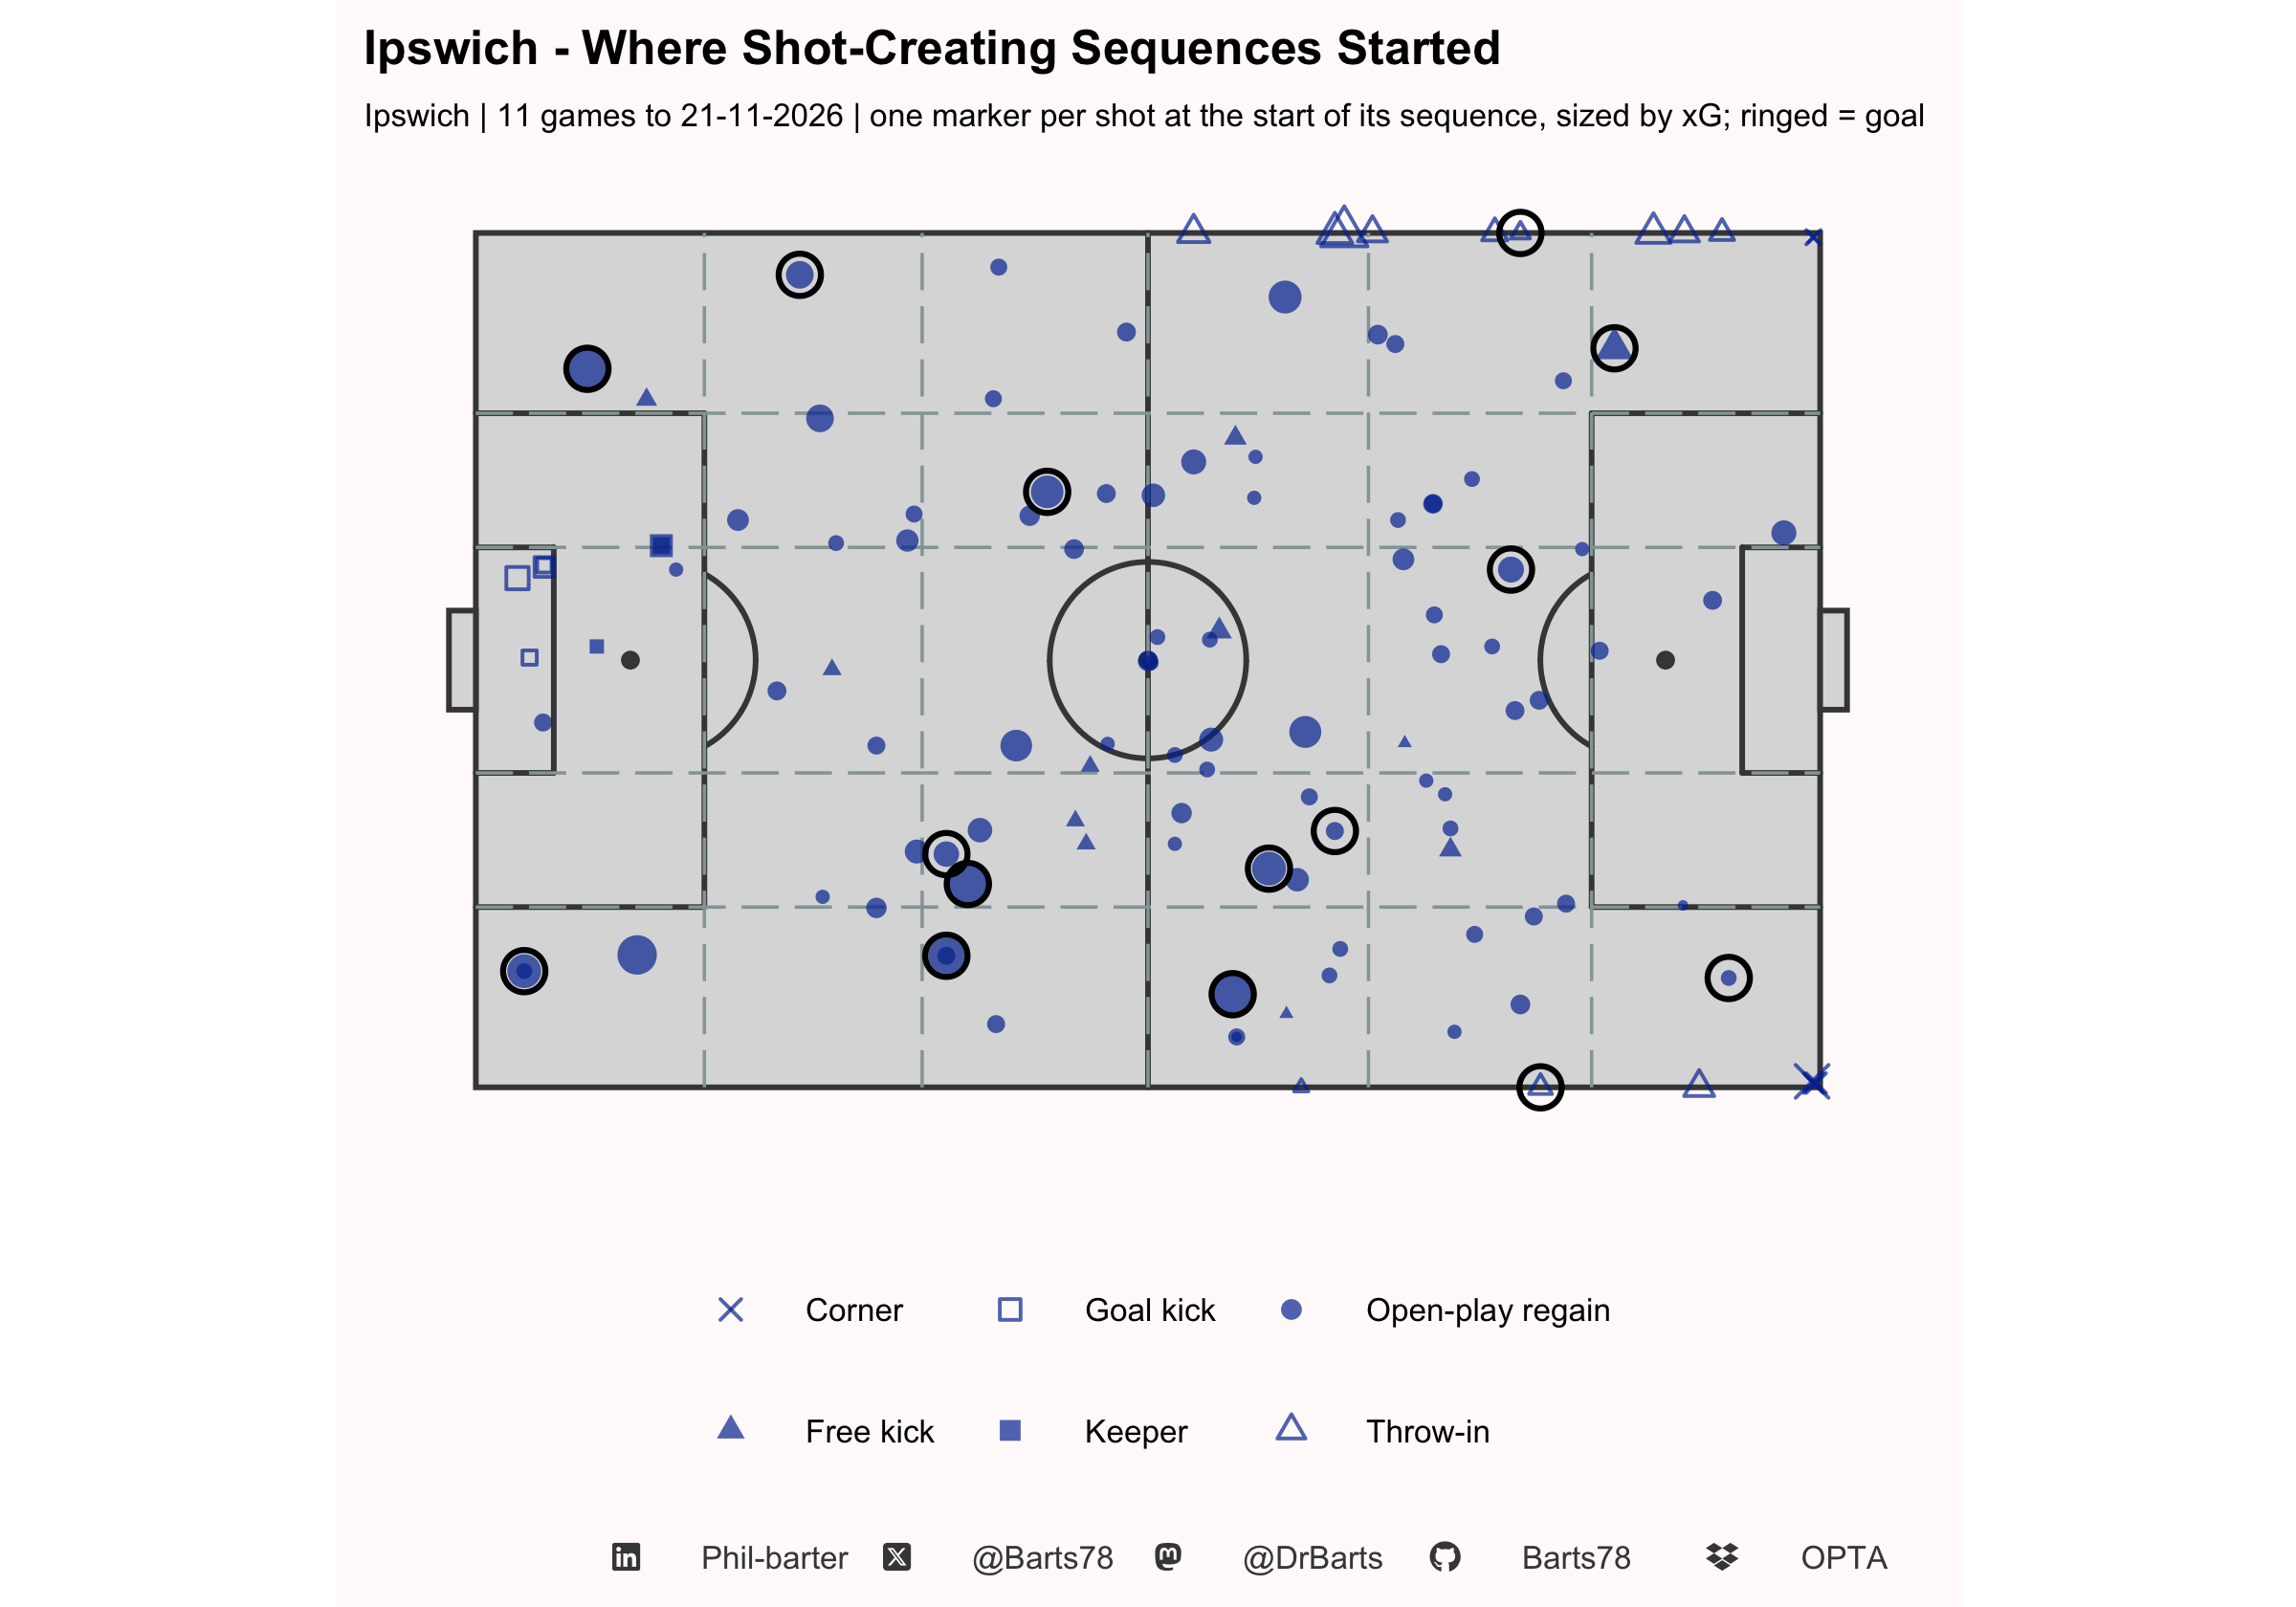 Ipswich - Where Shot-Creating Sequences Started
Ipswich | 11 games to 21-11-2026 | one marker per shot at the start of its sequence, sized by xG; ringed = goal
Corner
Goal kick
Open-play regain
Free kick
Keeper
Throw-in
Phil-barter
@Barts78
@DrBarts
Barts78
OPTA